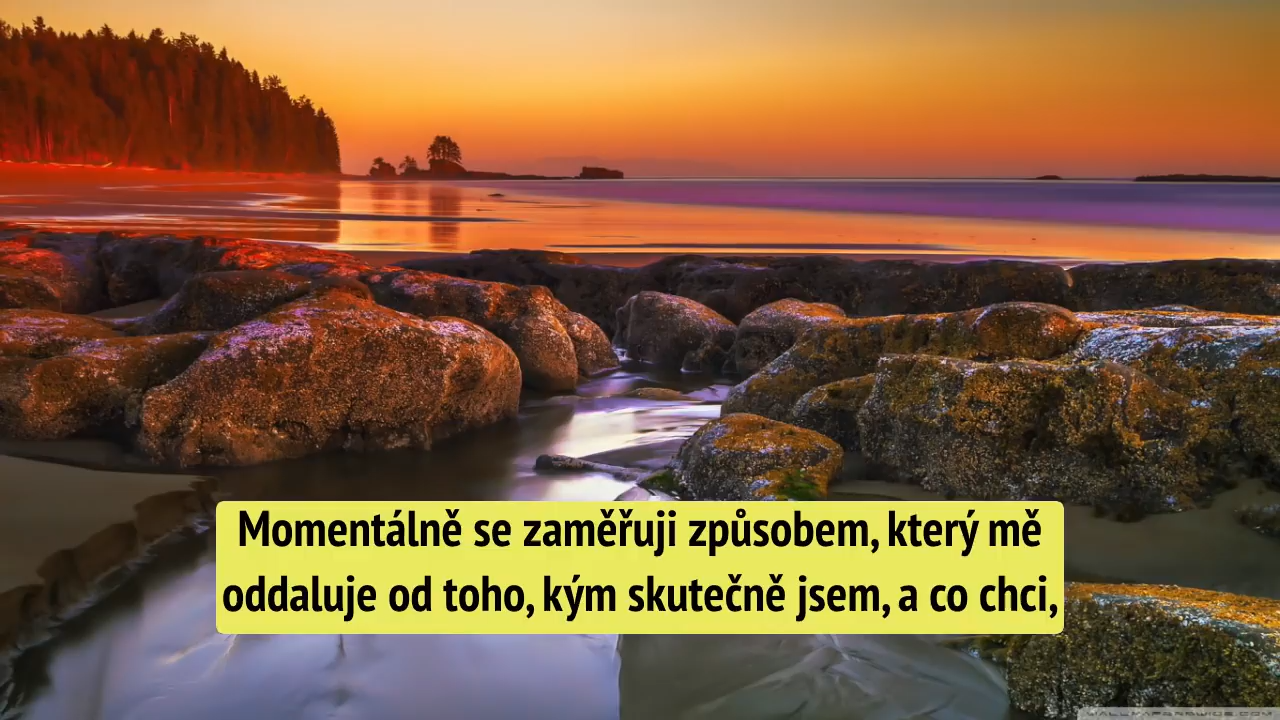 Momentálně se zaměřuji způsobem, který mě
oddaluje od toho, kým skutečně jsem, a co chci,